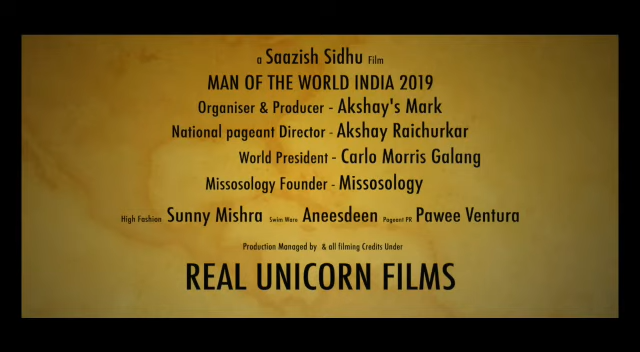 a Saazish Sidhu Film
MAN OF THE WORLD INDIA 2019
Organiser & Producer - Akshay's Mark
National pageant Director - Akshay Raichurkar
World President - Carlo Morris Galang
Missosology Founder - Missosology
High Fashion Sunny Mishra Swim Ware Aneesdeen Pageant PR Pawee Ventura
Production Managed by & all filming Credits Under
REAL UNICORN FILMS